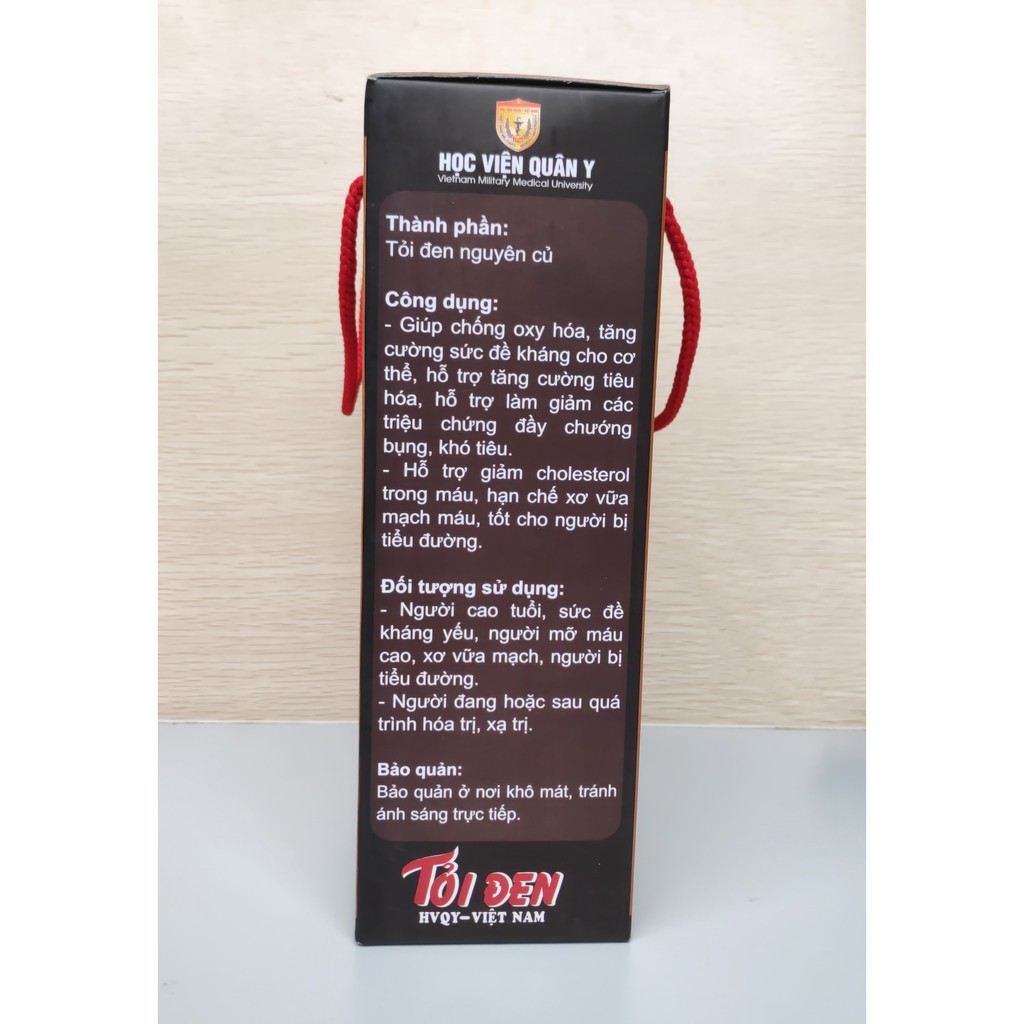 HỌC VIỆN QUÂN Y
Vietnam Military Medical University
Thành phần:
Tỏi đen nguyên củ
Công dụng:
- Giúp chống oxy hóa, tăng
cường sức đề kháng cho cơ
thể, hỗ trợ tăng cường tiêu
hóa, hỗ trợ làm giảm các
triệu chứng đầy chướng
bụng, khó tiêu.
- Hỗ trợ giảm cholesterol
trong máu, hạn chế xơ vữa
mạch máu, tốt cho người bị
tiểu đường.
Đối tượng sử dụng:
- Người cao tuổi, sức đề
kháng yếu, người mỡ máu
cao, xơ vữa mạch, người bị
tiểu đường.
- Người đang hoặc sau quá
trình hóa trị, xạ trị.
Bảo quản:
Bảo quản ở nơi khô mát, tránh
ánh sáng trực tiếp.
TỎI ĐEN
HVQY-VIỆT NAM